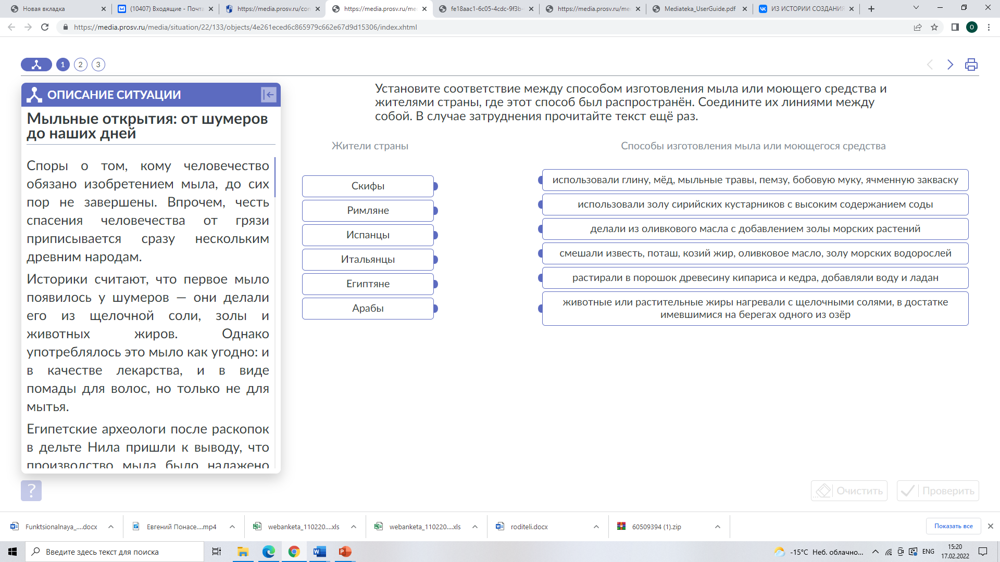 Новая вкладка
(10407) Входящие - Почта
https://media.prosv.ru/con
https://media.prosv.ru/me
fe18aac1-6c05-4cdc-9f3b-
https://media.prosv.ru/me
Mediateka_UserGuide.pdf
ИЗ ИСТОРИИ СОЗДАНИЯ
https://media.prosv.ru/media/situation/22/133/objects/4e261eced6c865979c662e67d9d15306/index.xhtml
O
1 2 3
ОПИСАНИЕ СИТУАЦИИ
Мыльные открытия: от шумеров
до наших дней
Споры о том, кому человечество
обязано изобретением мыла, до сих
пор не завершены. Впрочем, честь
спасения человечества от грязи
приписывается сразу нескольким
древним народам.
Историки считают, что первое мыло
появилось у шумеров — они делали
его из щелочной соли, золы и
животных жиров. Однако
употреблялось это мыло как угодно: и
в качестве лекарства, и в виде
помады для волос, но только не для
мытья.
Египетские археологи после раскопок
в дельте Нила пришли к выводу, что
производство мыла было налажено
Установите соответствие между способом изготовления мыла или моющего средства и
жителями страны, где этот способ был распространён. Соедините их линиями между
собой. В случае затруднения прочитайте текст ещё раз.
Жители страны
Скифы
Римляне
Испанцы
Итальянцы
Египтяне
Арабы
Способы изготовления мыла или моющегося средства
использовали глину, мёд, мыльные травы, пемзу, бобовую муку, ячменную закваску
использовали золу сирийских кустарников с высоким содержанием соды
делали из оливкового масла с добавлением золы морских растений
смешали известь, поташ, козий жир, оливковое масло, золу морских водорослей
растирали в порошок древесину кипариса и кедра, добавляли воду и ладан
животные или растительные жиры нагревали с щелочными солями, в достатке
имевшимися на берегах одного из озёр
?
Очистить
Проверить
Funktsionalnaya_....docx
Евгений Понасе....mp4
webanketa_110220....xls
webanketa_110220....xls
roditeli.docx
60509394 (1).zip
Показать все
Введите здесь текст для поиска
-15°C Неб. облачно...
ENG
15:20
17.02.2022